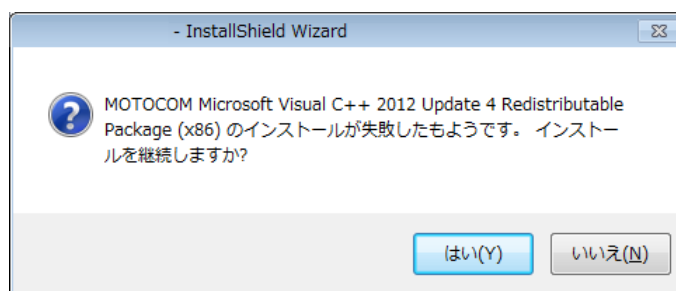 - InstallShield Wizard
MOTOCOM Microsoft Visual C++ 2012 Update 4 Redistributable
Package (x86) のインストールが失敗したもようです。 インストー
ルを継続しますか?
はい(Y)
いいえ(N)